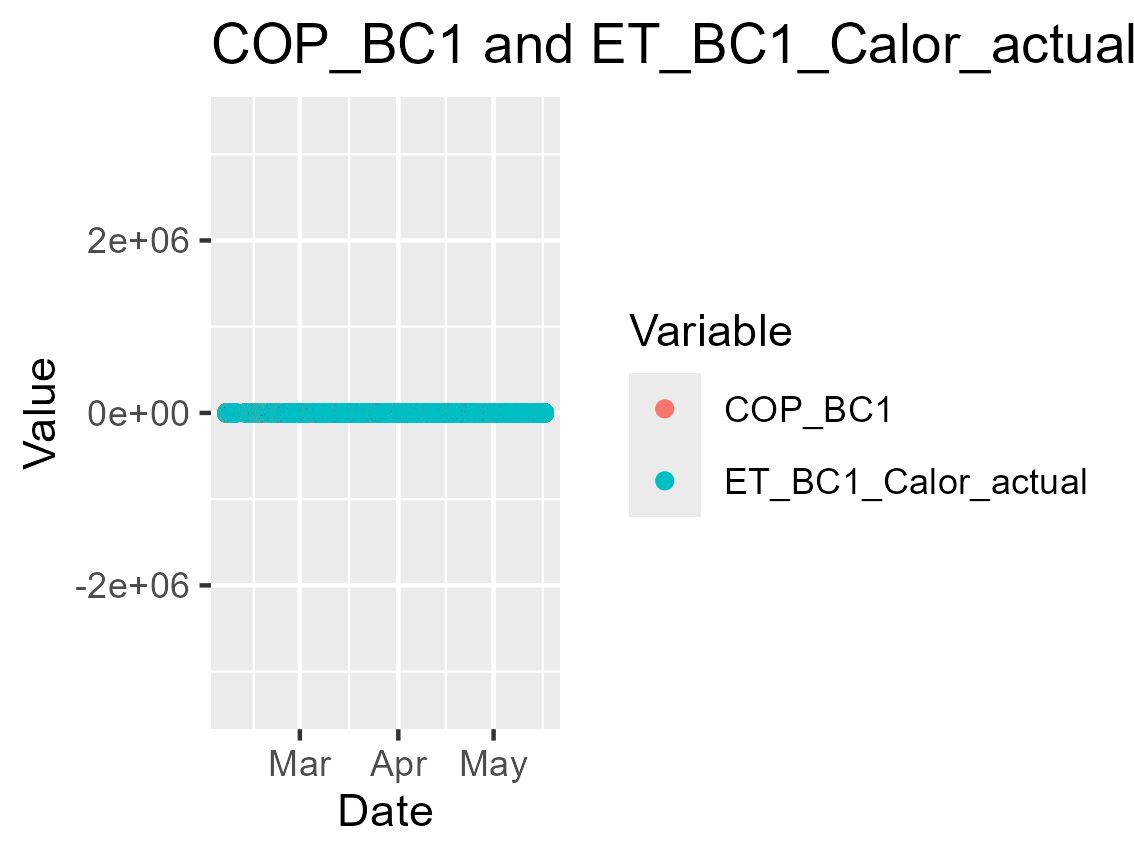 COP_BC1 and ET_BC1_Calor_actual
Value
2e+06
0e+00
-2e+06
Mar Apr May
Date
Variable
COP_BC1
ET_BC1_Calor_actual